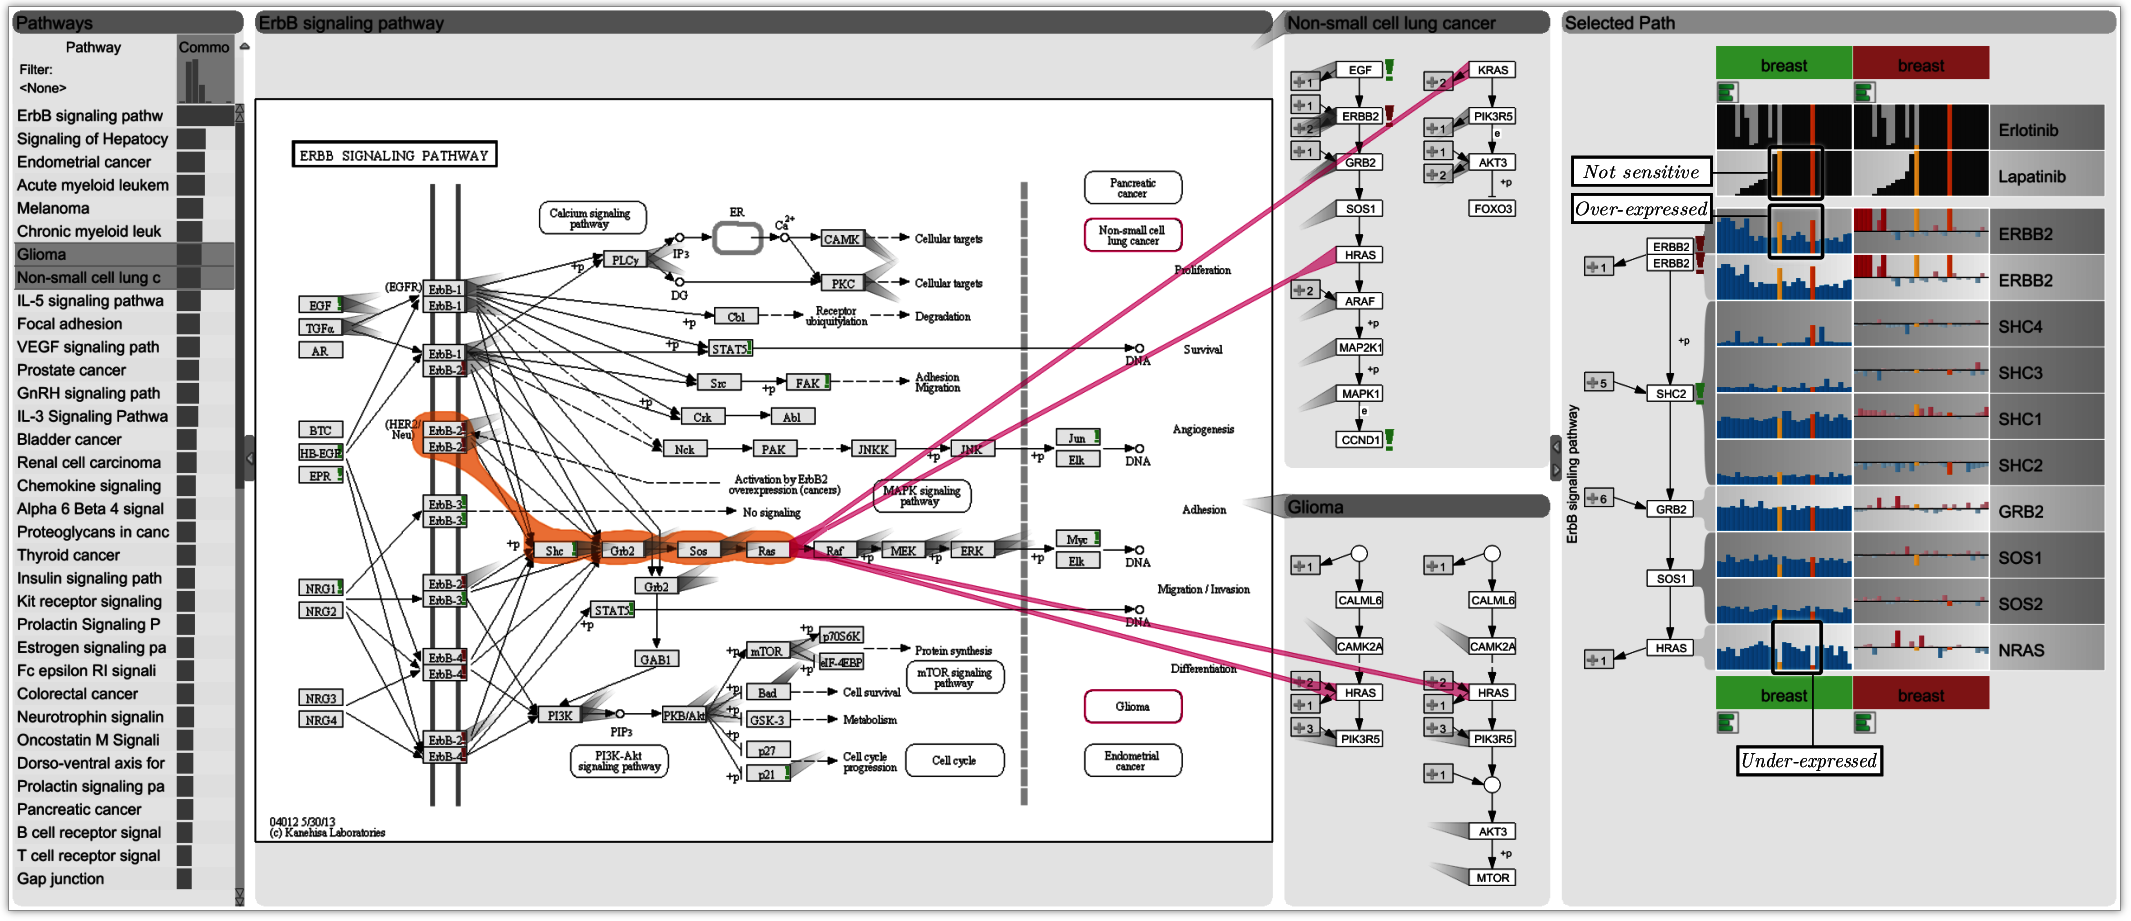 Pathways
Pathway
Commo
Filter:
<None>
ErbB signaling pathw
Signaling of Hepatocy
Endometrial cancer
Acute myeloid leukem
Melanoma
Chronic myeloid leuk
Glioma
Non-small cell lung c
IL-5 signaling pathwa
Focal adhesion
VEGF signaling path
Prostate cancer
GnRH signaling path
IL-3 Signaling Pathwa
Bladder cancer
Renal cell carcinoma
Chemokine signaling
Alpha 6 Beta 4 signal
Proteoglycans in canc
Thyroid cancer
Insulin signaling path
Kit receptor signaling
Prolactin Signaling P
Estrogen signaling pa
Fc epsilon RI signali
Colorectal cancer
Neurotrophin signalin
Oncostatin M Signali
Dorso-ventral axis for
Prolactin signaling pa
Pancreatic cancer
B cell receptor signal
T cell receptor signal
Gap junction
ErbB signaling pathway
ERBB SIGNALING PATHWAY
Calcium signaling
pathway
ER
Ca2+
IP3
DG
PLCγ
+p
CAMK
Cellular targets
PKC
Cellular targets
Pancreatic
cancer
Non-small cell
lung cancer
Proliferation
(EGFR)
ErbB-1
ErbB-1
EGF
TGFα
AR
ErbB-1
ErbB-2
+p
Cbl
Receptor
ubiquitylation
Degradation
+p
STAT5
DNA
Survival
Src
+p
FAK
Adhesion
Migration
+p
Crk
Abl
BTC
HB-EGF
EPR
(HER2/
Neu)
ErbB-2
ErbB-2
Nck
PAK
JNKK
+p
JNK
+p
Jun
Elk
DNA
Angiogenesis
Activation by ErbB2
overexpression (cancers)
MAPK signaling
pathway
ErbB-3
ErbB-3
No signaling
Adhesion
+p
Shc
Grb2
Sos
Ras
Raf
+p
MEK
+p
ERK
+p
Myc
Elk
DNA
NRG1
NRG2
ErbB-2
ErbB-3
Grb2
Migration / Invasion
STAT5
+p
DNA
ErbB-4
ErbB-4
GAB1
+p
mTOR
+p
p70S6K
+p
eIF-4EBP
Protein synthesis
mTOR signaling
pathway
Differentiation
NRG3
NRG4
+p
Bad
Cell survival
PI3K
PIP3
PKB/Akt
+p
GSK-3
Metabolism
Glioma
ErbB-2
ErbB-4
PI3K-Akt
signaling pathway
+p
p27
+p
p21
Cell cycle
progression
Cell cycle
Endometrial
cancer
04012 5/30/13
(c) Kanehisa Laboratories
Non-small cell lung cancer
+1
EGF
+1
ERBB2
+2
+1
GRB2
SOS1
HRAS
+2
ARAF
+p
MAP2K1
+p
MAPK1
e
CCND1
+2
KRAS
+1
PIK3R5
e
+1
AKT3
+2
+p
FOXO3
Glioma
+1
CALML6
CAMK2A
+2
HRAS
+1
+3
PIK3R5
+1
CALML6
CAMK2A
+2
HRAS
+1
+3
PIK3R5
+1
AKT3
+p
MTOR
Selected Path
breast
breast
Erlotinib
Not sensitive
Lapatinib
Over-expressed
ERBB2
ERBB2
+1
ERBB2
ERBB2
SHC4
+p
SHC3
+5
SHC2
SHC1
SHC2
ErbB signaling pathway
+6
GRB2
GRB2
SOS1
SOS1
SOS2
+1
HRAS
NRAS
breast
breast
Under-expressed